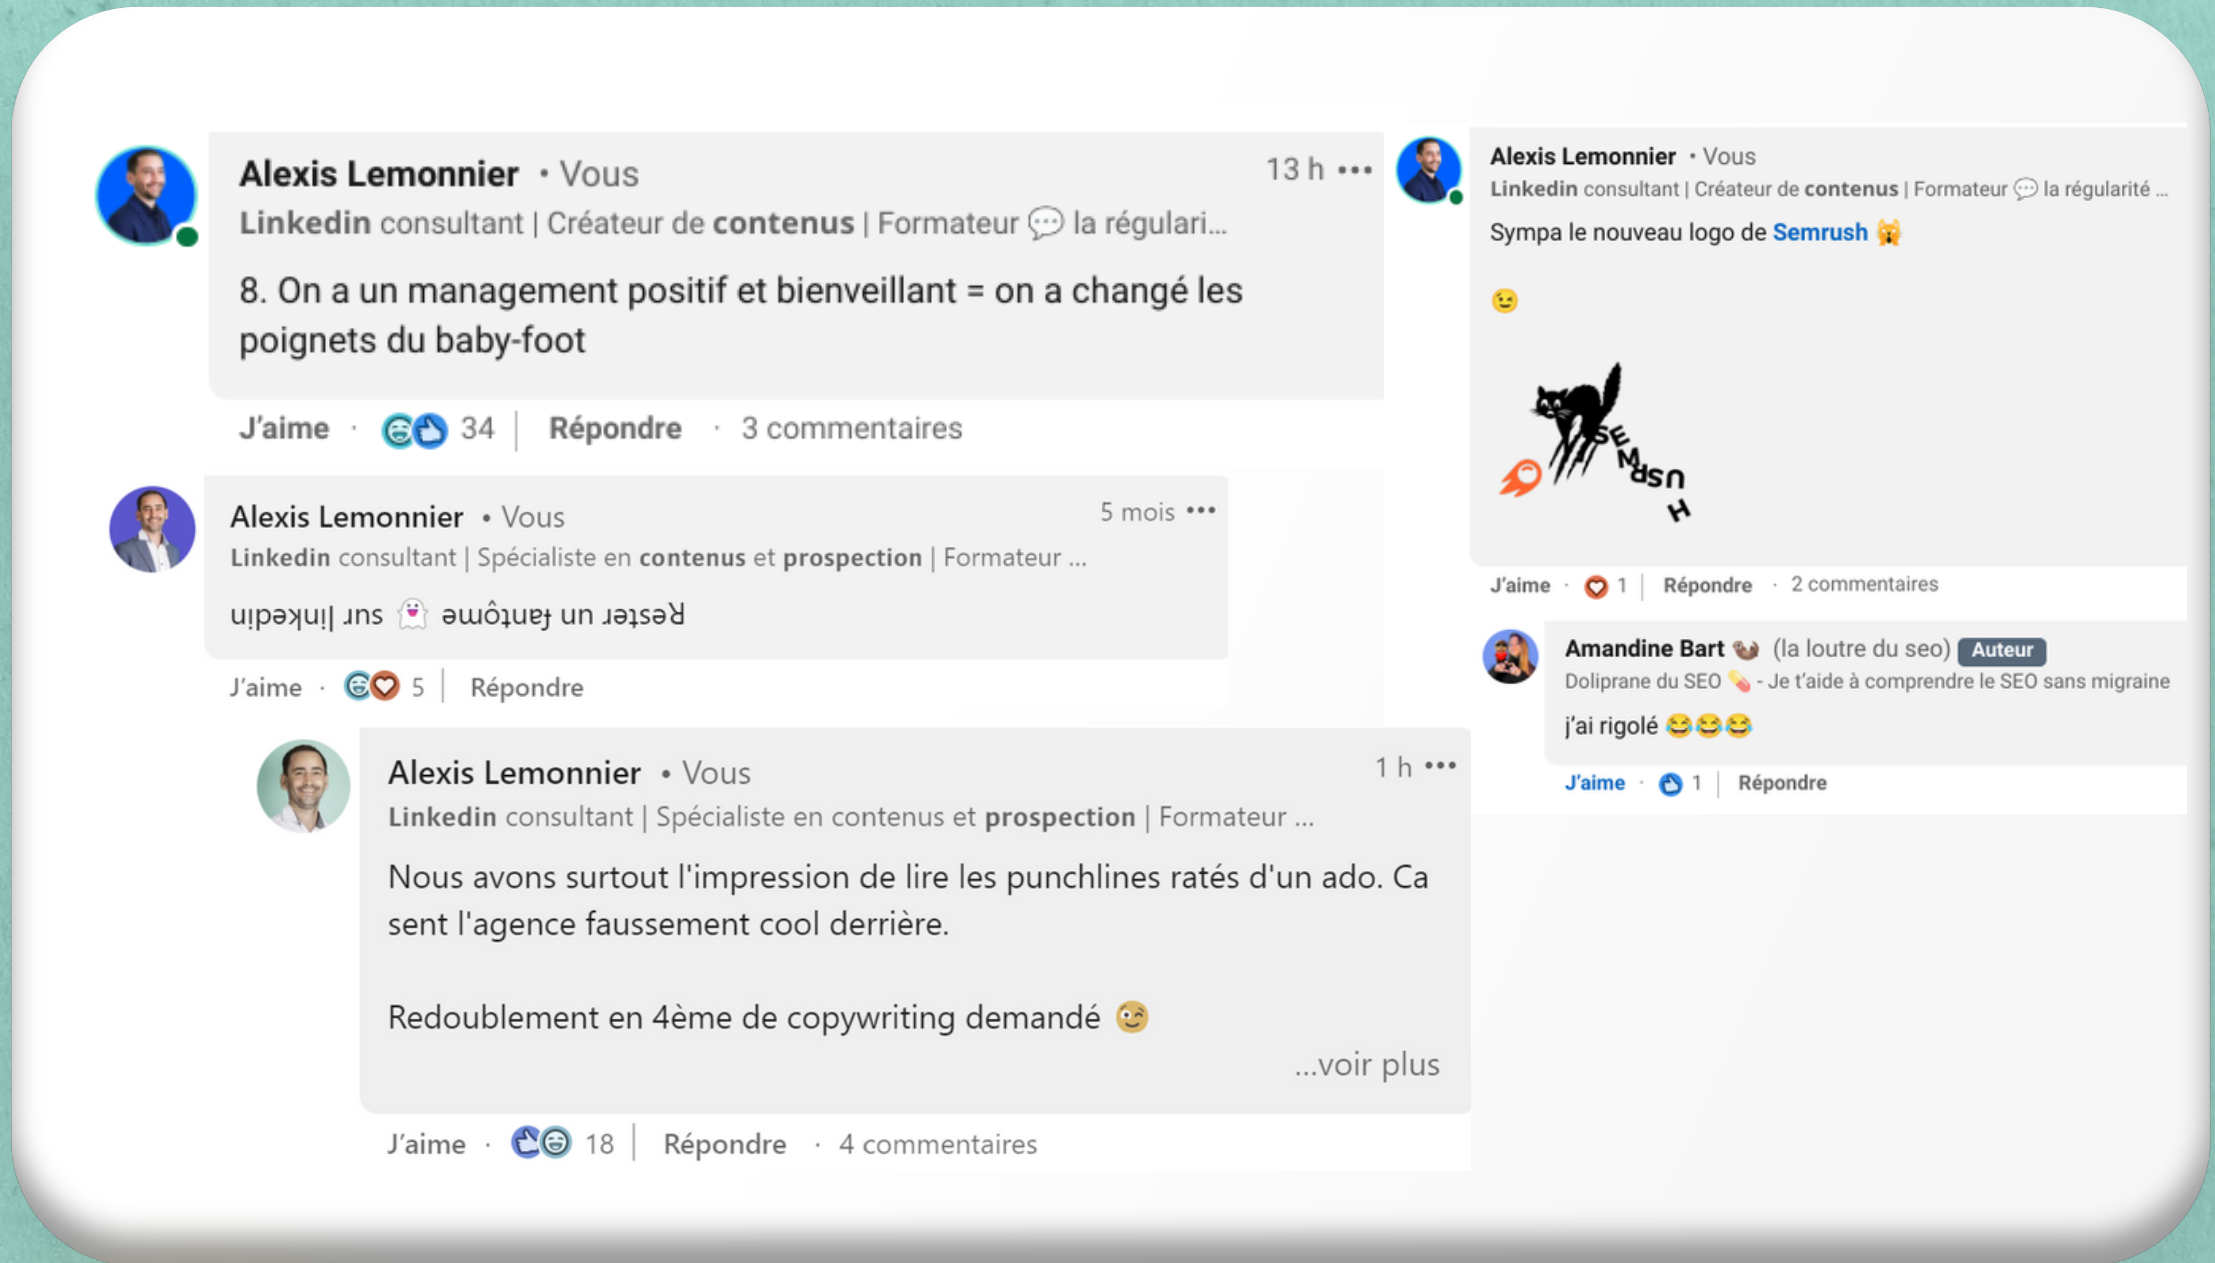 Alexis Lemonnier • Vous
13 h •••
Linkedin consultant | Créateur de contenus | Formateur 💬 la régulari...
8. On a un management positif et bienveillant = on a changé les
poignets du baby-foot
J'aime · 34 | Répondre · 3 commentaires
Alexis Lemonnier • Vous
5 mois •••
Linkedin consultant | Spécialiste en contenus et prospection | Formateur ...
uıpǝʞuı| ɹns 👻 ǝɯôʇuɐɟ un ɹǝʇsǝɹ
J'aime · 5 | Répondre
Alexis Lemonnier • Vous
1 h •••
Linkedin consultant | Spécialiste en contenus et prospection | Formateur ...
Nous avons surtout l'impression de lire les punchlines ratés d'un ado. Ca
sent l'agence faussement cool derrière.
Redoublement en 4ème de copywriting demandé 😉
...voir plus
J'aime · 18 | Répondre · 4 commentaires
Alexis Lemonnier • Vous
Linkedin consultant | Créateur de contenus | Formateur 💬 la régularité ...
Sympa le nouveau logo de Semrush 🙀
😉
SEMRUSH
J'aime · 1 | Répondre · 2 commentaires
Amandine Bart 🦦 (la loutre du seo) Auteur
Doliprane du SEO 💊 - Je t'aide à comprendre le SEO sans migraine
j'ai rigolé 😂😂😂
J'aime · 1 | Répondre